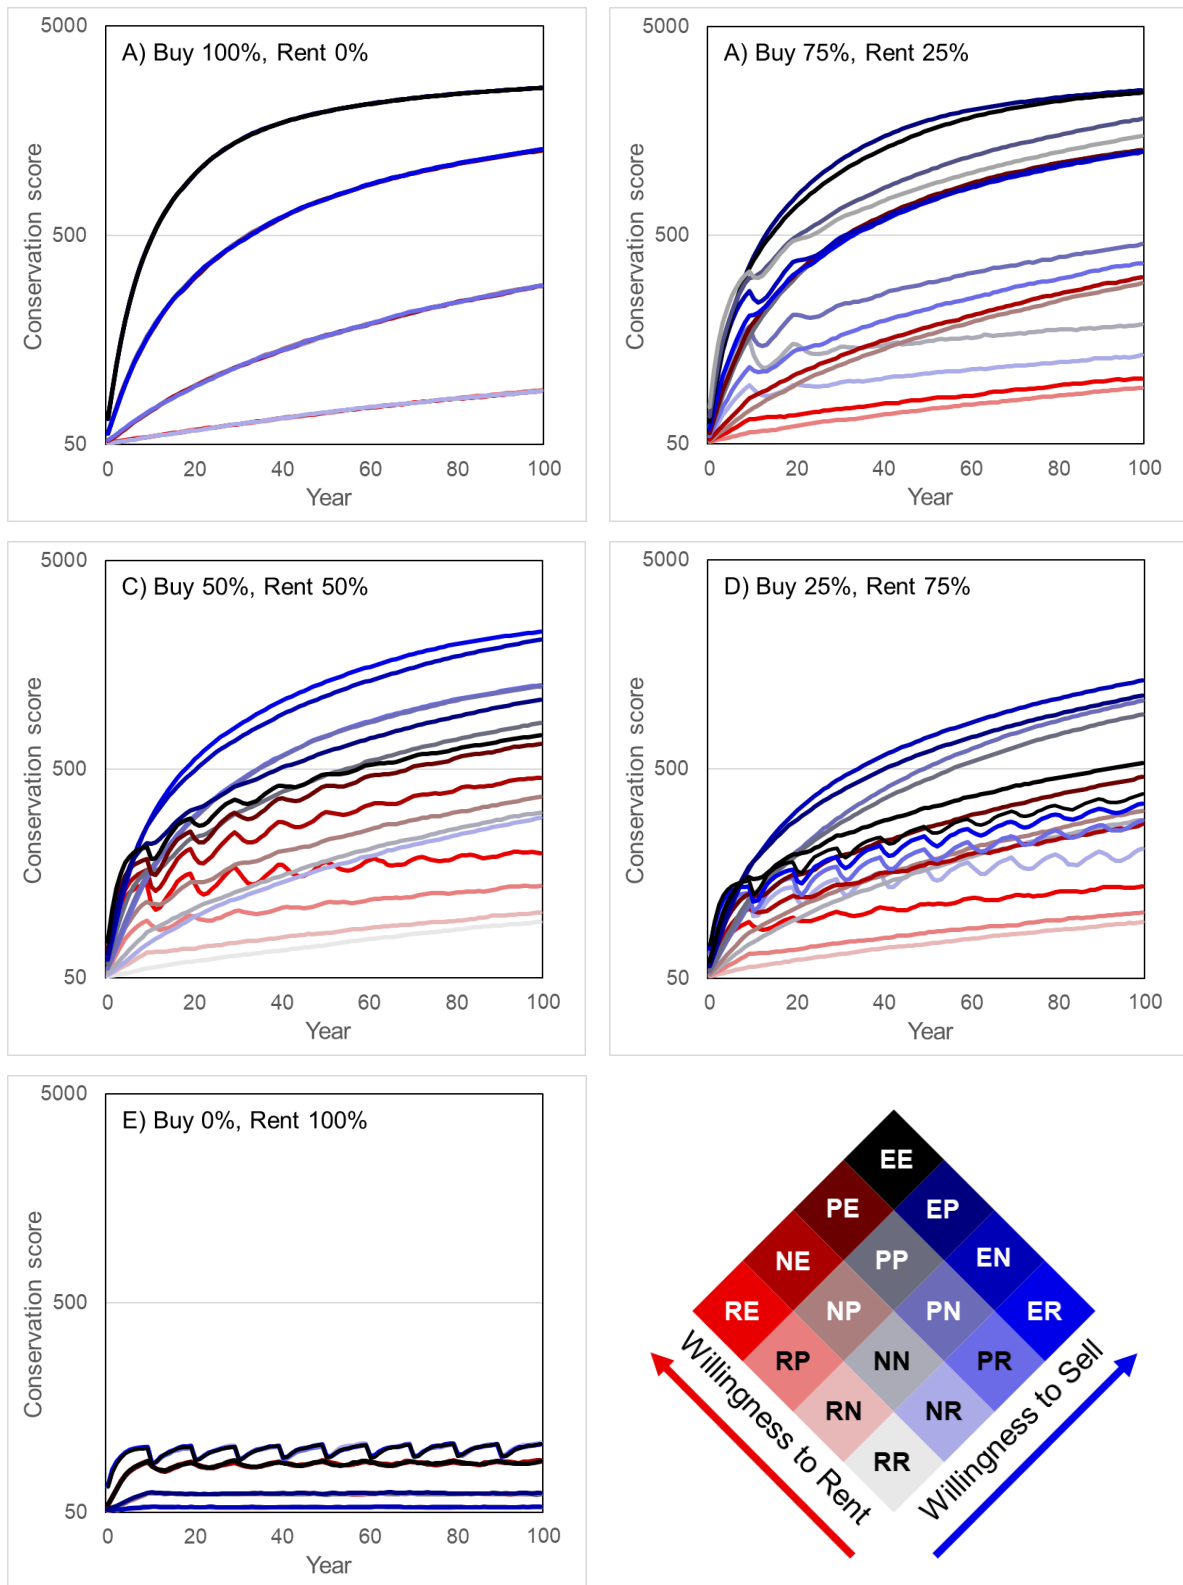 A) Buy 100%, Rent 0%
5000
500
50
Conservation score
0 20 40 60 80 100
Year
A) Buy 75%, Rent 25%
5000
500
50
Conservation score
0 20 40 60 80 100
Year
C) Buy 50%, Rent 50%
5000
500
50
Conservation score
0 20 40 60 80 100
Year
D) Buy 25%, Rent 75%
5000
500
50
Conservation score
0 20 40 60 80 100
Year
E) Buy 0%, Rent 100%
5000
500
50
Conservation score
0 20 40 60 80 100
Year
EE
PE EP
NE PP EN
RE NP PN ER
RP NN PR
RN NR
RR
Willingness to Rent
Willingness to Sell